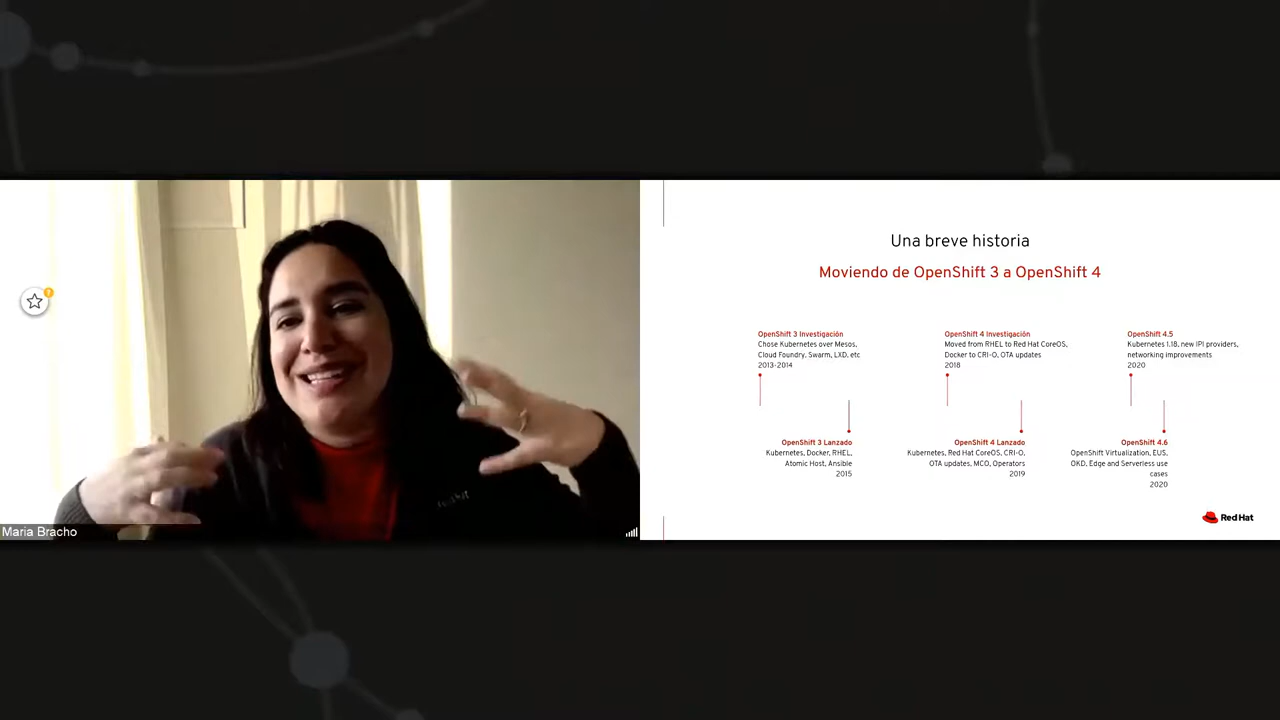 Maria Bracho
Una breve historia
Moviendo de OpenShift 3 a OpenShift 4
OpenShift 3 Investigación
Chose Kubernetes over Mesos,
Cloud Foundry, Swarm, LXD, etc
2013-2014
OpenShift 4 Investigación
Moved from RHEL to Red Hat CoreOS,
Docker to CRI-O, OTA updates
2018
OpenShift 4.5
Kubernetes 1.18, new IPI providers,
networking improvements
2020
OpenShift 3 Lanzado
Kubernetes, Docker, RHEL,
Atomic Host, Ansible
2015
OpenShift 4 Lanzado
Kubernetes, Red Hat CoreOS, CRI-O,
OTA updates, MCO, Operators
2019
OpenShift 4.6
OpenShift Virtualization, EUS,
OKD, Edge and Serverless use
cases
2020
Red Hat